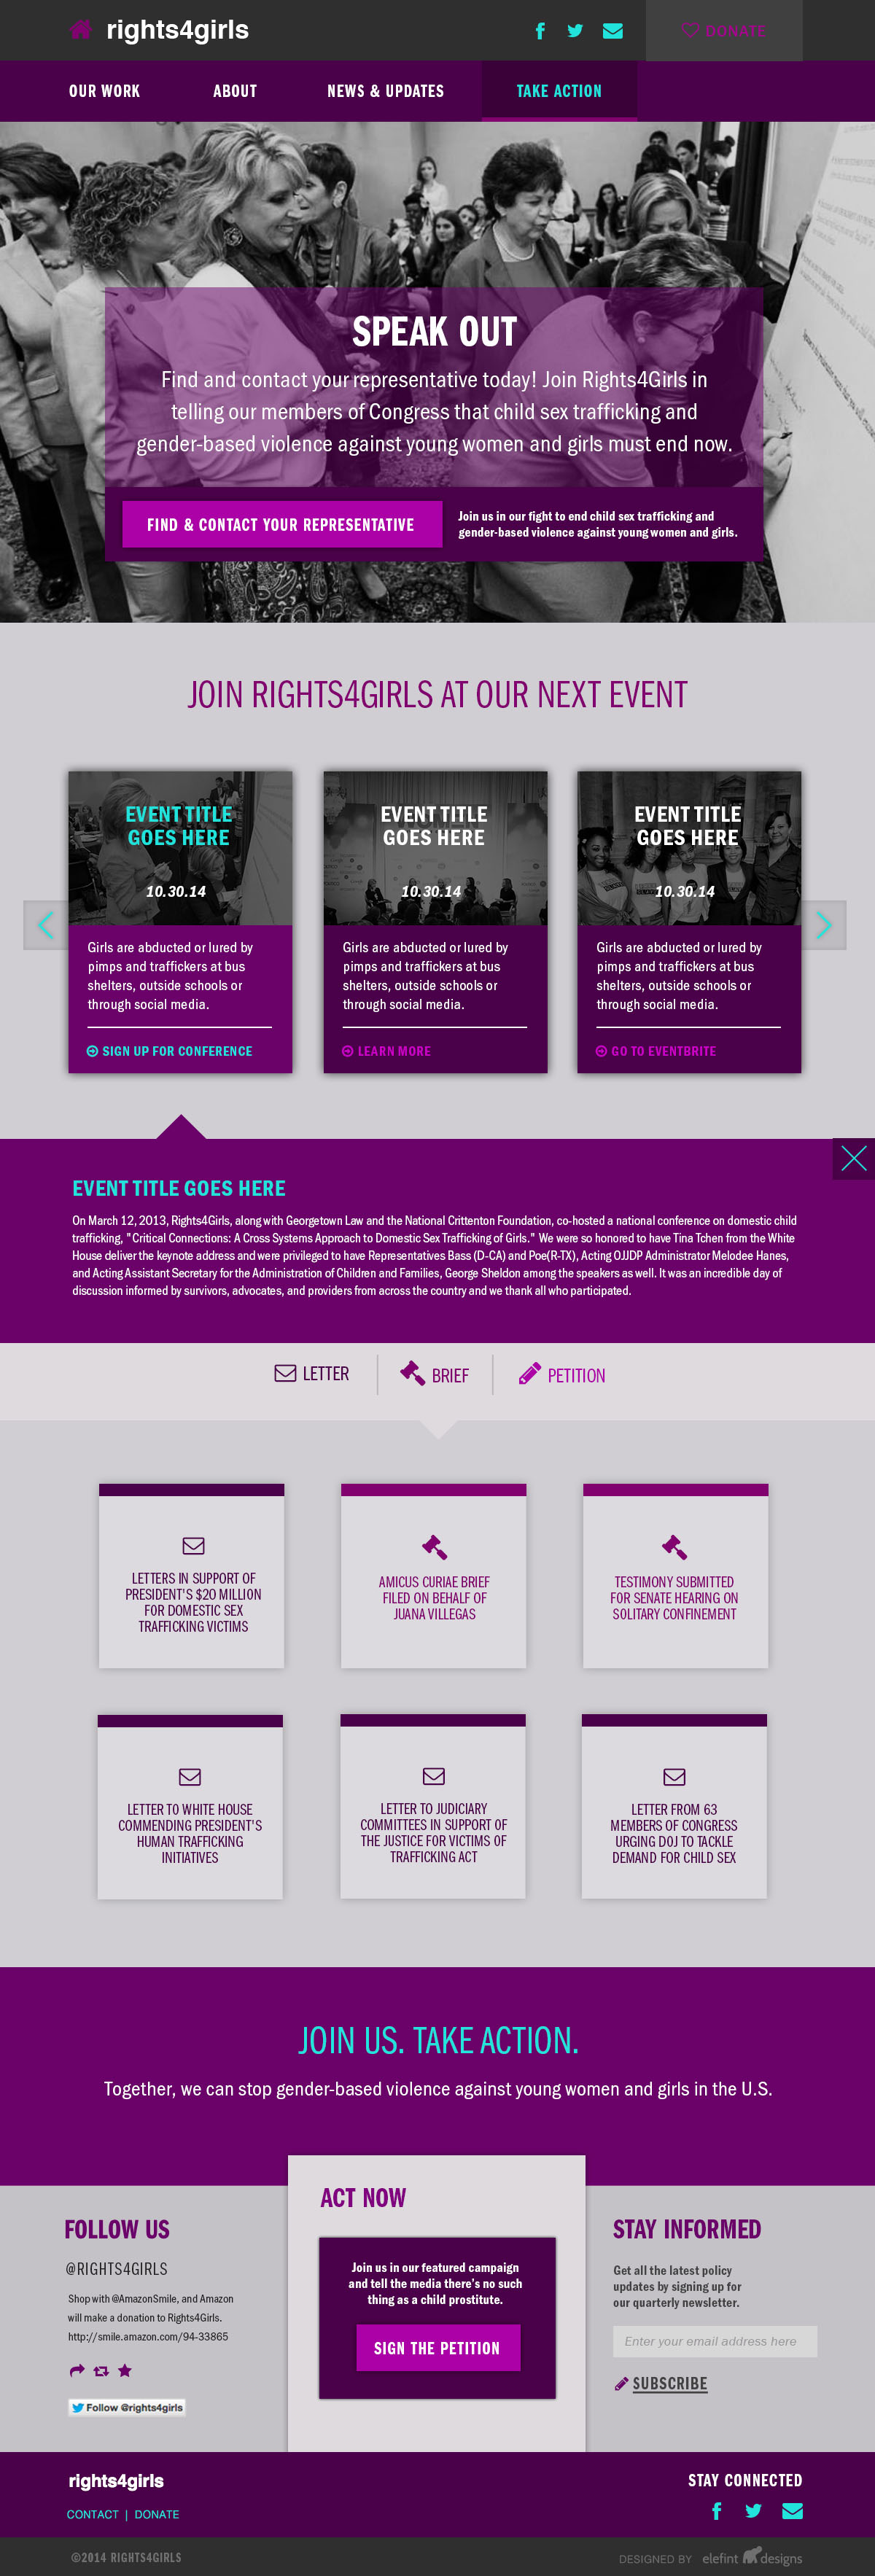 rights4girls
DONATE
OUR WORK
ABOUT
NEWS & UPDATES
TAKE ACTION
SPEAK OUT
Find and contact your representative today! Join Rights4Girls in
telling our members of Congress that child sex trafficking and
gender-based violence against young women and girls must end now.
FIND & CONTACT YOUR REPRESENTATIVE
Join us in our fight to end child sex trafficking and
gender-based violence against young women and girls.
JOIN RIGHTS4GIRLS AT OUR NEXT EVENT
EVENT TITLE
GOES HERE
10.30.14
Girls are abducted or lured by
pimps and traffickers at bus
shelters, outside schools or
through social media.
SIGN UP FOR CONFERENCE
EVENT TITLE
GOES HERE
10.30.14
Girls are abducted or lured by
pimps and traffickers at bus
shelters, outside schools or
through social media.
LEARN MORE
EVENT TITLE
GOES HERE
10.30.14
Girls are abducted or lured by
pimps and traffickers at bus
shelters, outside schools or
through social media.
GO TO EVENTBRITE
EVENT TITLE GOES HERE
On March 12, 2013, Rights4Girls, along with Georgetown Law and the National Crittenton Foundation, co-hosted a national conference on domestic child
trafficking, "Critical Connections: A Cross Systems Approach to Domestic Sex Trafficking of Girls." We were so honored to have Tina Tchen from the White
House deliver the keynote address and were privileged to have Representatives Bass (D-CA) and Poe(R-TX), Acting OJJDP Administrator Melodee Hanes,
and Acting Assistant Secretary for the Administration of Children and Families, George Sheldon among the speakers as well. It was an incredible day of
discussion informed by survivors, advocates, and providers from across the country and we thank all who participated.
LETTER
BRIEF
PETITION
LETTERS IN SUPPORT OF
PRESIDENT'S $20 MILLION
FOR DOMESTIC SEX
TRAFFICKING VICTIMS
AMICUS CURIAE BRIEF
FILED ON BEHALF OF
JUANA VILLEGAS
TESTIMONY SUBMITTED
FOR SENATE HEARING ON
SOLITARY CONFINEMENT
LETTER TO WHITE HOUSE
COMMENDING PRESIDENT'S
HUMAN TRAFFICKING
INITIATIVES
LETTER TO JUDICIARY
COMMITTEES IN SUPPORT OF
THE JUSTICE FOR VICTIMS OF
TRAFFICKING ACT
LETTER FROM 63
MEMBERS OF CONGRESS
URGING DOJ TO TACKLE
DEMAND FOR CHILD SEX
JOIN US. TAKE ACTION.
Together, we can stop gender-based violence against young women and girls in the U.S.
FOLLOW US
@RIGHTS4GIRLS
Shop with @AmazonSmile, and Amazon
will make a donation to Rights4Girls.
http://smile.amazon.com/94-33865
Follow @rights4girls
ACT NOW
Join us in our featured campaign
and tell the media there's no such
thing as a child prostitute.
SIGN THE PETITION
STAY INFORMED
Get all the latest policy
updates by signing up for
our quarterly newsletter.
Enter your email address here
SUBSCRIBE
rights4girls
CONTACT | DONATE
STAY CONNECTED
©2014 RIGHTS4GIRLS
DESIGNED BY elefint designs